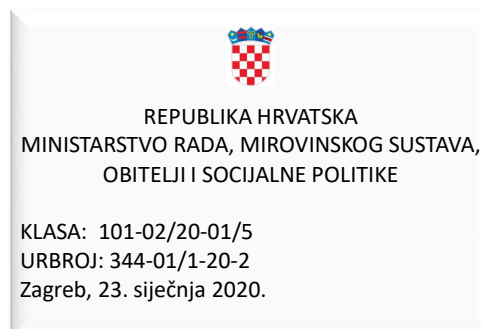 REPUBLIKA HRVATSKA
MINISTARSTVO RADA, MIROVINSKOG SUSTAVA,
OBITELJI I SOCIJALNE POLITIKE
KLASA: 101-02/20-01/5
URBROJ: 344-01/1-20-2
Zagreb, 23. siječnja 2020.